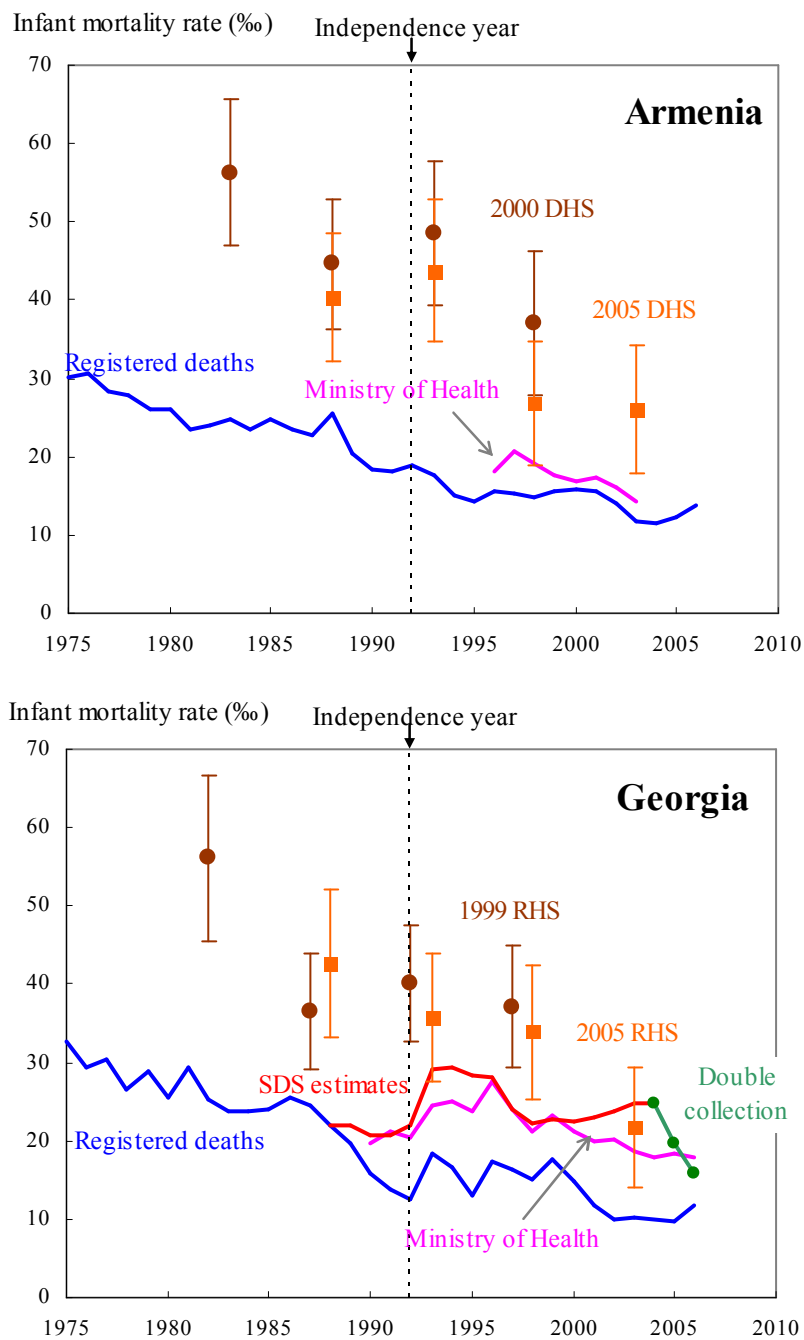 Infant mortality rate (‰)
Independence year
70
Armenia
60
2000 DHS
50
40
2005 DHS
Registered deaths
30
Ministry of Health
20
10
0
1975 1980 1985 1990 1995 2000 2005 2010
Infant mortality rate (‰)
Independence year
70
Georgia
60
50
1999 RHS
40
2005 RHS
30
SDS estimates
Double
collection
20
Registered deaths
10
Ministry of Health
0
1975 1980 1985 1990 1995 2000 2005 2010